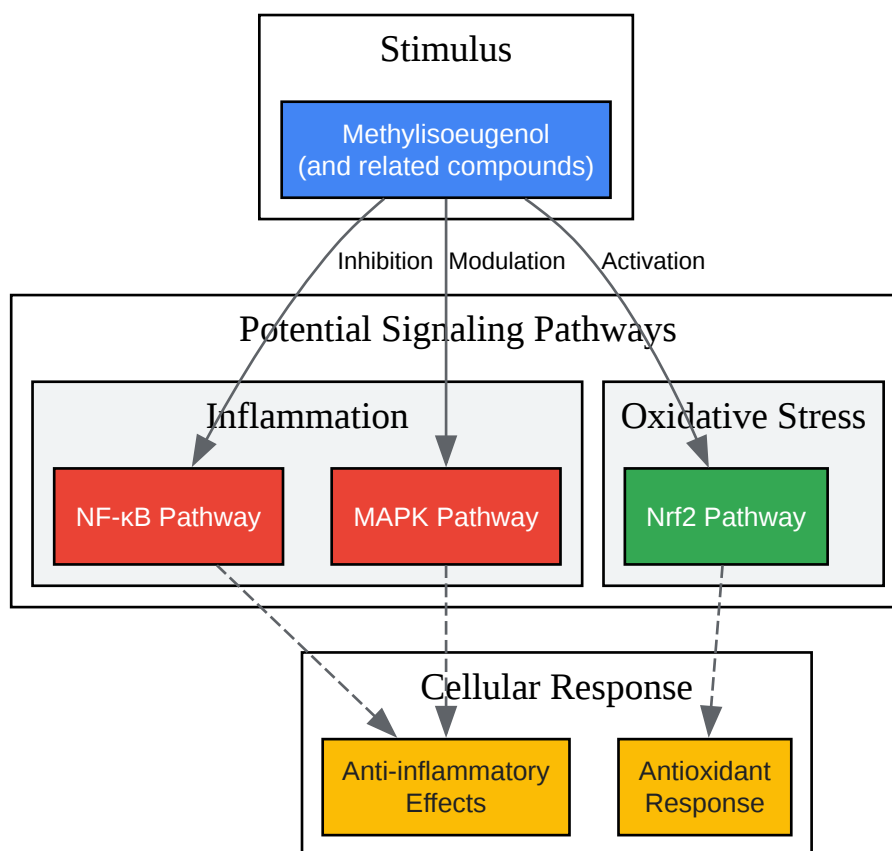 Stimulus
Methylisoeugenol
(and related compounds)
Inhibition
Modulation
Activation
Potential Signaling Pathways
Inflammation
Oxidative Stress
NF-κB Pathway
MAPK Pathway
Nrf2 Pathway
Cellular Response
Anti-inflammatory
Effects
Antioxidant
Response